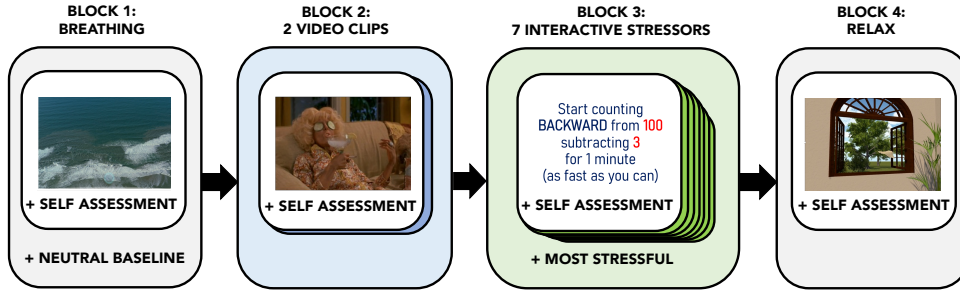 BLOCK 1:
BREATHING
+ SELF ASSESSMENT
+ NEUTRAL BASELINE
BLOCK 2:
2 VIDEO CLIPS
+ SELF ASSESSMENT
BLOCK 3:
7 INTERACTIVE STRESSORS
Start counting
BACKWARD from 100
subtracting 3
for 1 minute
(as fast as you can)
+ SELF ASSESSMENT
+ MOST STRESSFUL
BLOCK 4:
RELAX
+ SELF ASSESSMENT